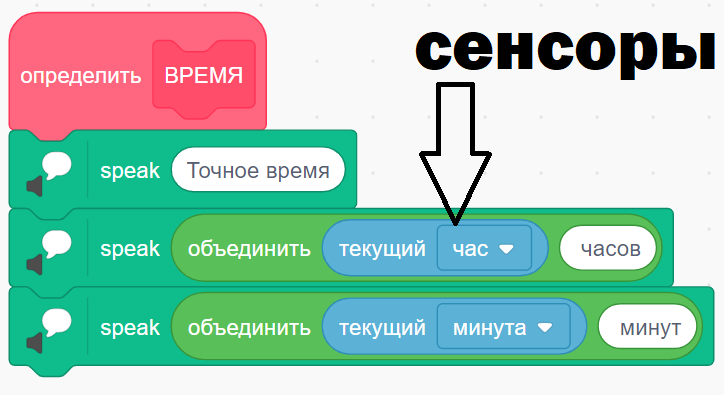 сенсоры
определить ВРЕМЯ
speak Точное время
speak объединить текущий час часов
speak объединить текущий минута минут